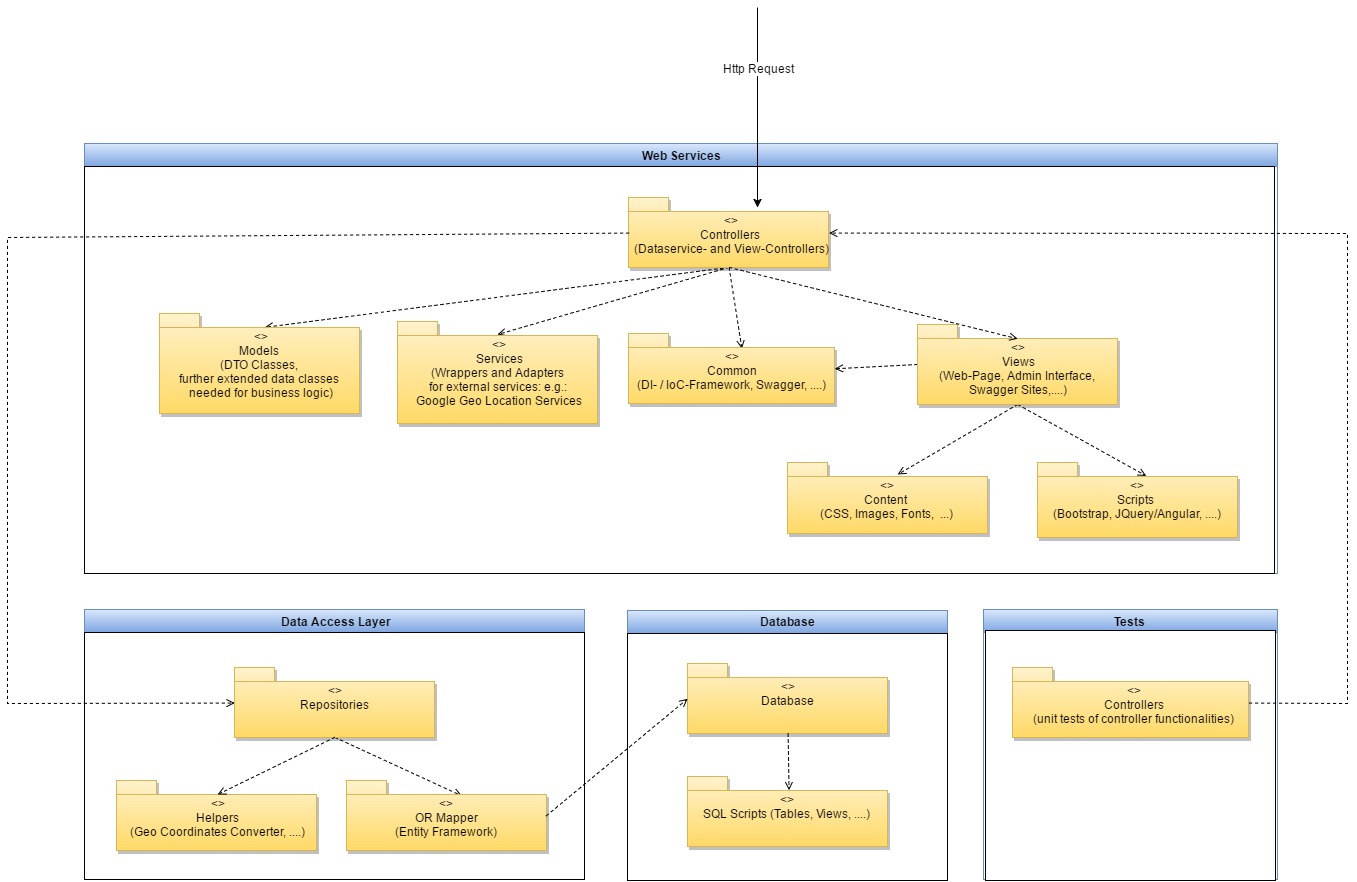 Http Request
Web Services
<>
Controllers
(Dataservice- and View-Controllers)
<>
Models
(DTO Classes,
further extended data classes
needed for business logic)
<>
Services
(Wrappers and Adapters
for external services: e.g.:
Google Geo Location Services
<>
Common
(DI- / IoC-Framework, Swagger, ....)
<>
Views
(Web-Page, Admin Interface,
Swagger Sites,....)
<>
Content
(CSS, Images, Fonts, ...)
<>
Scripts
(Bootstrap, JQuery/Angular, ....)
Data Access Layer
<>
Repositories
<>
Helpers
(Geo Coordinates Converter, ....)
<>
OR Mapper
(Entity Framework)
Database
<>
Database
<>
SQL Scripts (Tables, Views, ....)
Tests
<>
Controllers
(unit tests of controller functionalities)